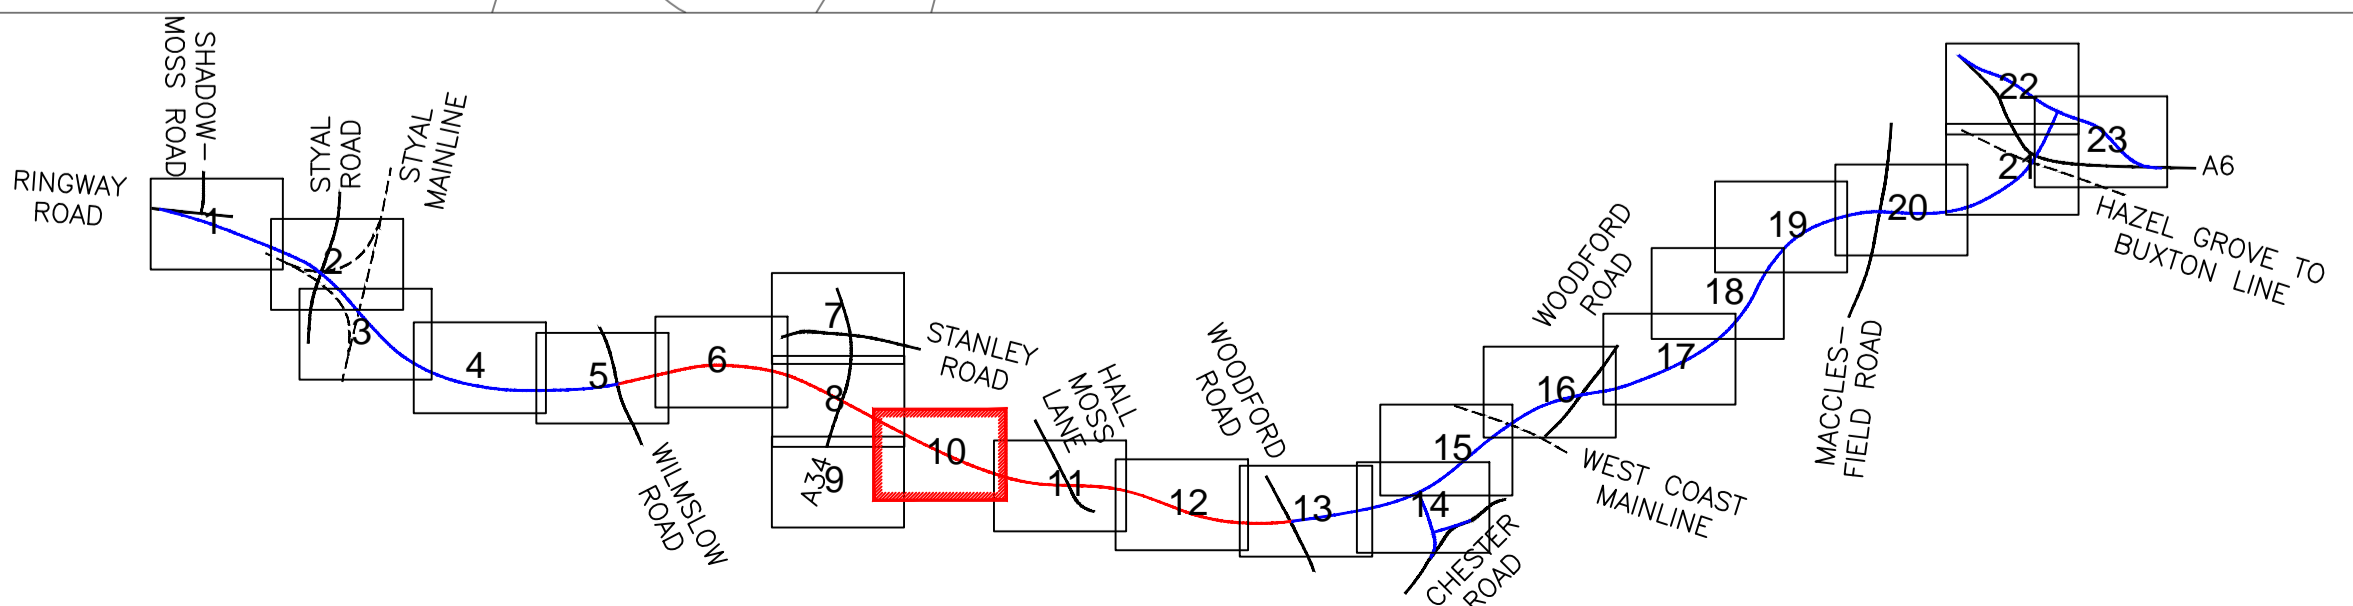 SHADOW-
MOSS ROAD
RINGWAY
ROAD
1
STYAL
ROAD
STYAL
MAINLINE
2
3
4
5
WILMSLOW
ROAD
6
7
STANLEY
ROAD
8
A34
9
10
HALL
MOSS
LANE
11
12
WOODFORD
ROAD
13
14
CHESTER
ROAD
15
WEST COAST
MAINLINE
WOODFORD
ROAD
16
17
18
19
MACCLES-
FIELD ROAD
20
21
22
23
A6
HAZEL GROVE TO
BUXTON LINE